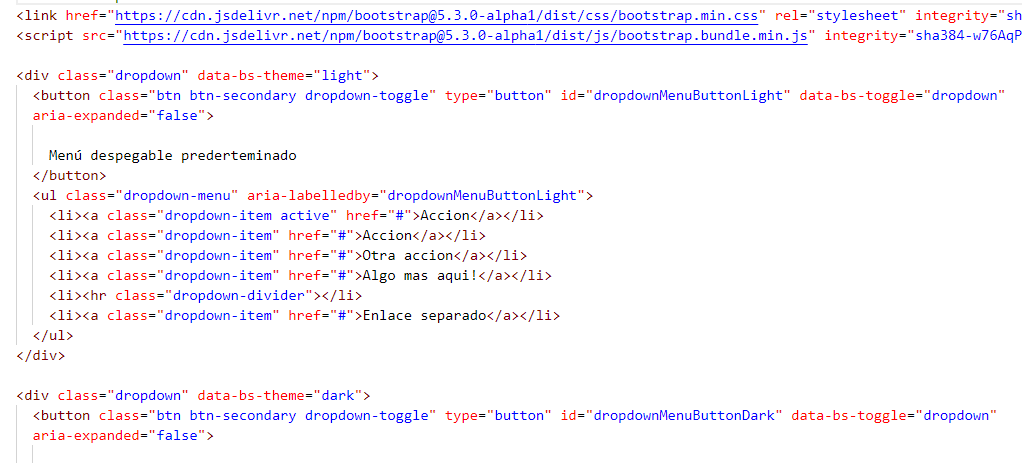 <link href="https://cdn.jsdelivr.net/npm/bootstrap@5.3.0-alpha1/dist/css/bootstrap.min.css" rel="stylesheet" integrity="sh
<script src="https://cdn.jsdelivr.net/npm/bootstrap@5.3.0-alpha1/dist/js/bootstrap.bundle.min.js" integrity="sha384-w76AqP
<div class="dropdown" data-bs-theme="light">
<button class="btn btn-secondary dropdown-toggle" type="button" id="dropdownMenuButtonLight" data-bs-toggle="dropdown"
aria-expanded="false">
Menú despegable prederteminado
</button>
<ul class="dropdown-menu" aria-labelledby="dropdownMenuButtonLight">
<li><a class="dropdown-item active" href="#">Accion</a></li>
<li><a class="dropdown-item" href="#">Accion</a></li>
<li><a class="dropdown-item" href="#">Otra accion</a></li>
<li><a class="dropdown-item" href="#">Algo mas aqui!</a></li>
<li><hr class="dropdown-divider"></li>
<li><a class="dropdown-item" href="#">Enlace separado</a></li>
</ul>
</div>
<div class="dropdown" data-bs-theme="dark">
<button class="btn btn-secondary dropdown-toggle" type="button" id="dropdownMenuButtonDark" data-bs-toggle="dropdown"
aria-expanded="false">